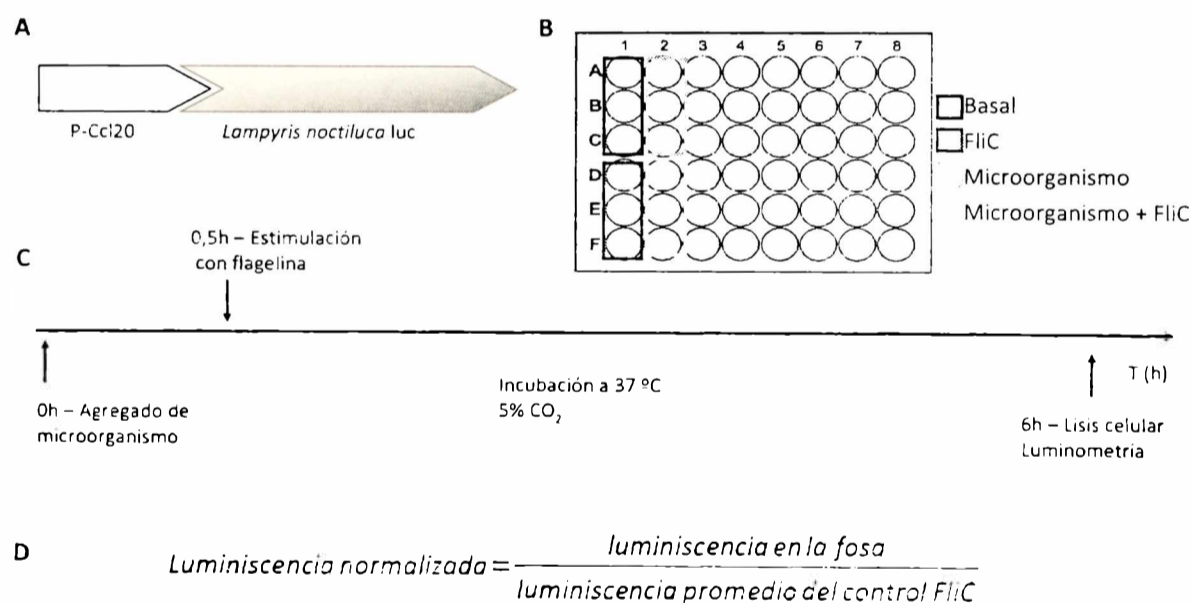 A
P-Ccl20
Lampyris noctiluca luc
B
1 2 3 4 5 6 7 8
A
B
C
D
E
F
Basal
FliC
Microorganismo
Microorganismo + FliC
C
0,5h – Estimulación
con flagelina
0h – Agregado de
microorganismo
Incubación a 37 ºC
5% CO₂
T (h)
6h – Lisis celular
Luminometria
D
Luminiscencia normalizada = luminiscencia en la fosa
luminiscencia promedio del control FliC